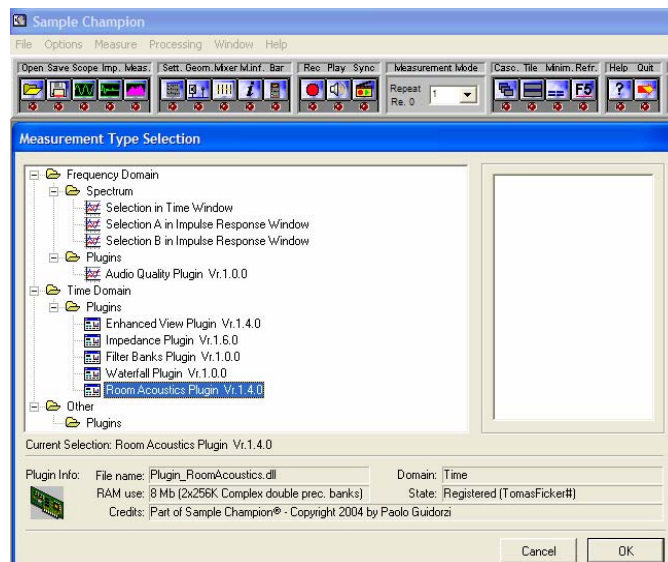 Sample Champion
File Options Measure Processing Window Help
Open Save Scope Imp. Meas. Sett. Geom. Mixer M.inf. Bar Rec Play Sync Measurement Mode Casc. Tile Minim. Refr. Help Quit
Repeat 1
Re. 0
F5
Measurement Type Selection
Frequency Domain
Spectrum
Selection in Time Window
Selection A in Impulse Response Window
Selection B in Impulse Response Window
Plugins
Audio Quality Plugin Vr.1.0.0
Time Domain
Plugins
Enhanced View Plugin Vr.1.4.0
Impedance Plugin Vr.1.6.0
Filter Banks Plugin Vr.1.0.0
Waterfall Plugin Vr.1.0.0
Room Acoustics Plugin Vr.1.4.0
Other
Plugins
Current Selection: Room Acoustics Plugin Vr.1.4.0
Plugin Info: File name: Plugin_RoomAcoustics.dll Domain: Time
RAM use: 8 Mb (2x256K Complex double prec. banks) State: Registered (TomasFicker#)
Credits: Part of Sample Champion® - Copyright 2004 by Paolo Guidorzi
Cancel OK